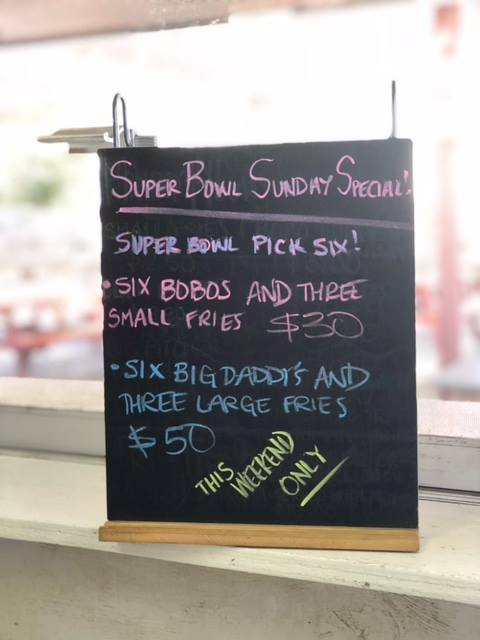 SUPER BOWL SUNDAY SPECIAL!
SUPER BOWL PICK SIX!
• SIX BOBOS AND THREE
SMALL FRIES $30
• SIX BIG DADDY'S AND
THREE LARGE FRIES
$50
THIS
WEEKEND
ONLY